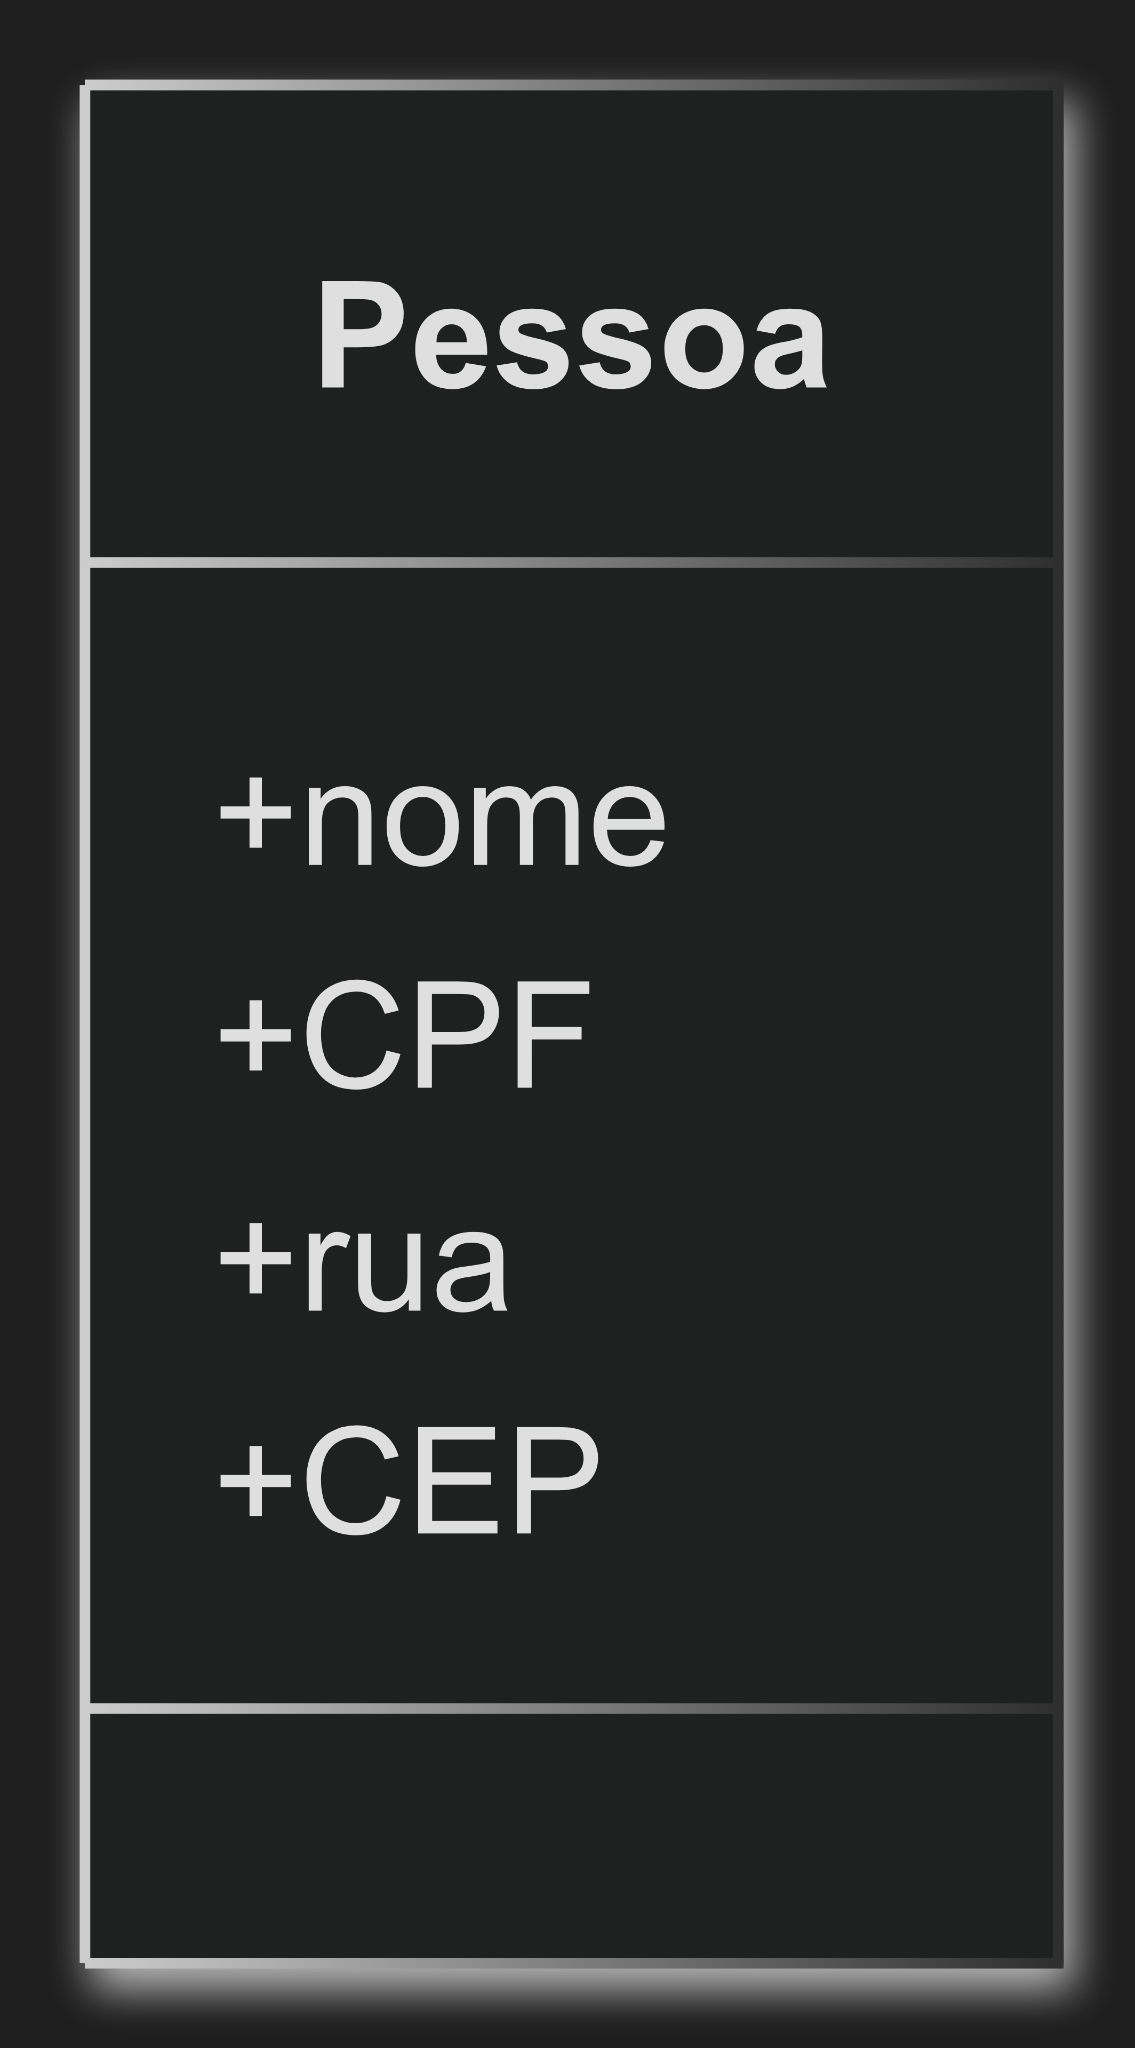 Pessoa
+nome
+CPF
+rua
+CEP